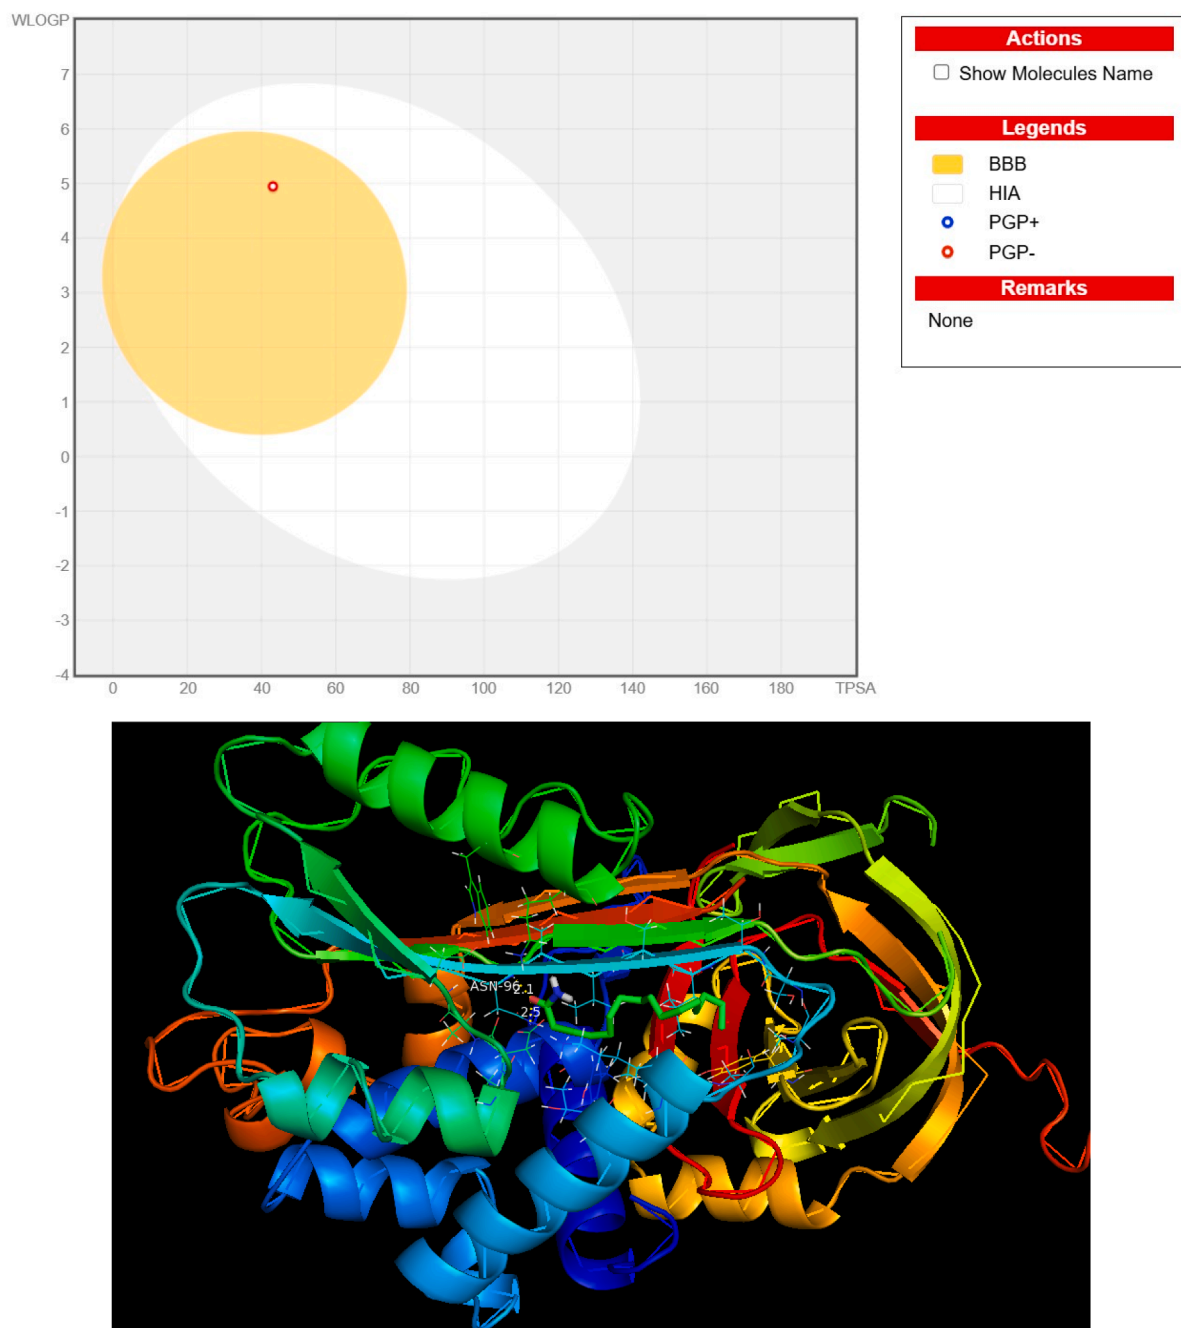 WLOGP
7
6
5
4
3
2
1
0
-1
-2
-3
-4
0 20 40 60 80 100 120 140 160 180 TPSA
Actions
Show Molecules Name
Legends
BBB
HIA
PGP+
PGP-
Remarks
None
ASN-96
2.1
2.5